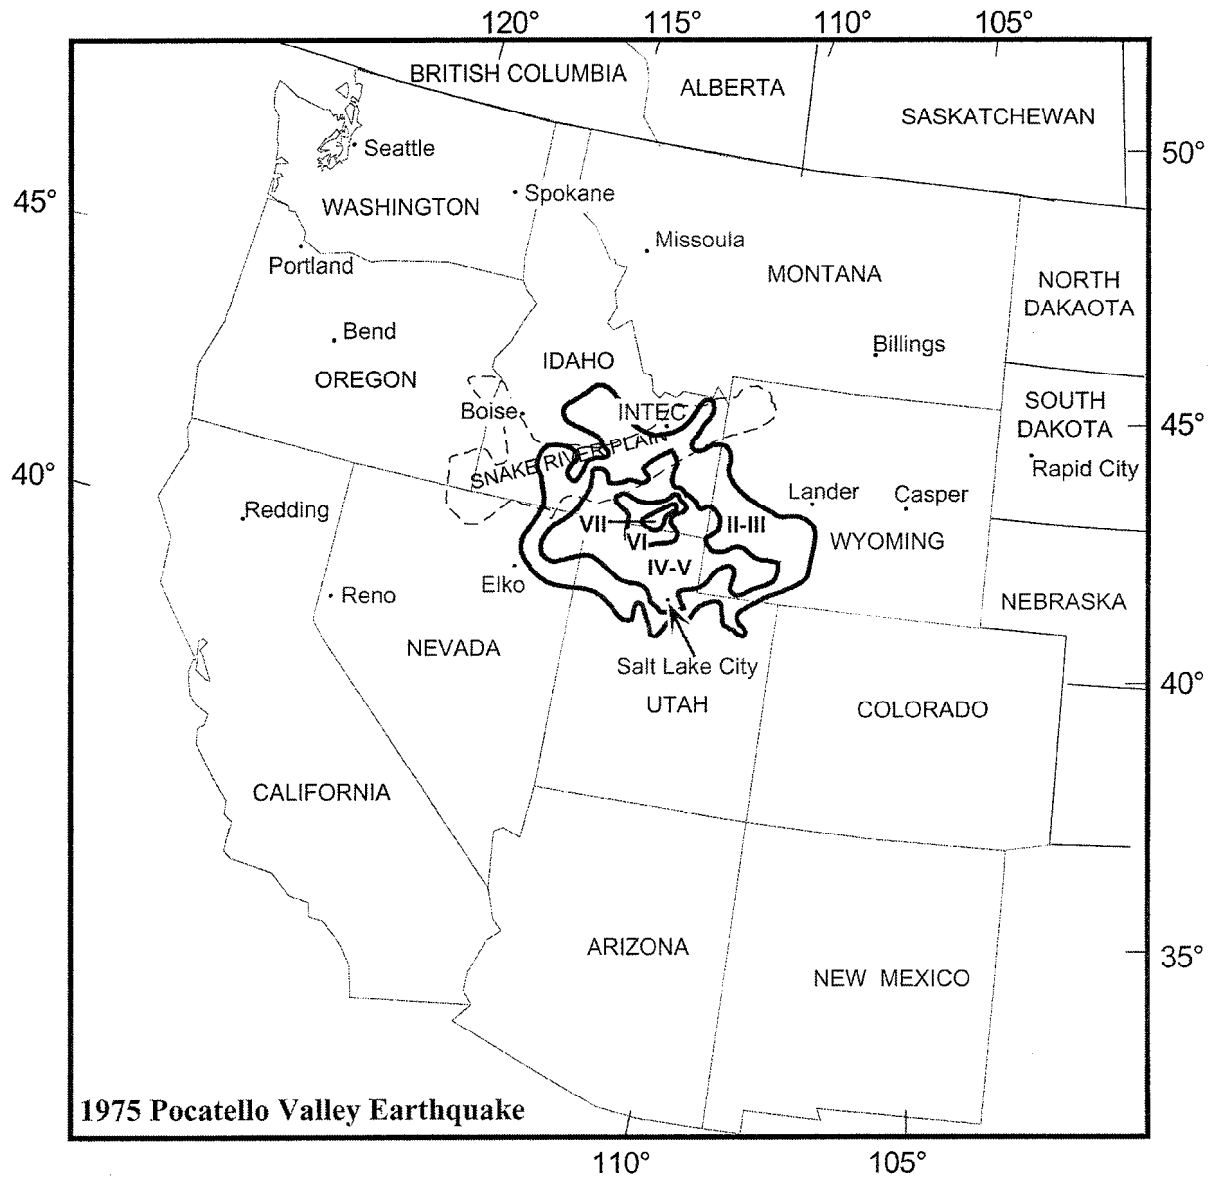 120° 115° 110° 105°
BRITISH COLUMBIA
ALBERTA
SASKATCHEWAN
50°
Seattle
45°
WASHINGTON
Spokane
Missoula
Portland
MONTANA
NORTH
DAKAOTA
Bend
Billings
IDAHO
OREGON
SOUTH
DAKOTA
45°
Boise
INTEC
SNAKE RIVER PLAIN
Rapid City
40°
Redding
Lander
Casper
VII
II-III
VI
WYOMING
IV-V
Elko
Reno
NEBRASKA
NEVADA
Salt Lake City
40°
UTAH
COLORADO
CALIFORNIA
ARIZONA
35°
NEW MEXICO
1975 Pocatello Valley Earthquake
110° 105°